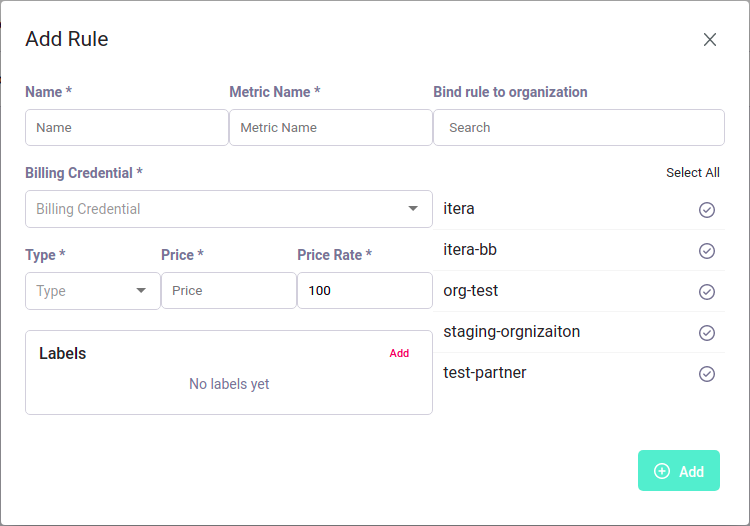 Add Rule
Name *
Metric Name *
Bind rule to organization
Name
Metric Name
Search
Billing Credential *
Select All
Billing Credential
itera
itera-bb
Type *
Price *
Price Rate *
Type
Price
100
org-test
staging-orgnizaiton
Labels
Add
No labels yet
test-partner
Add